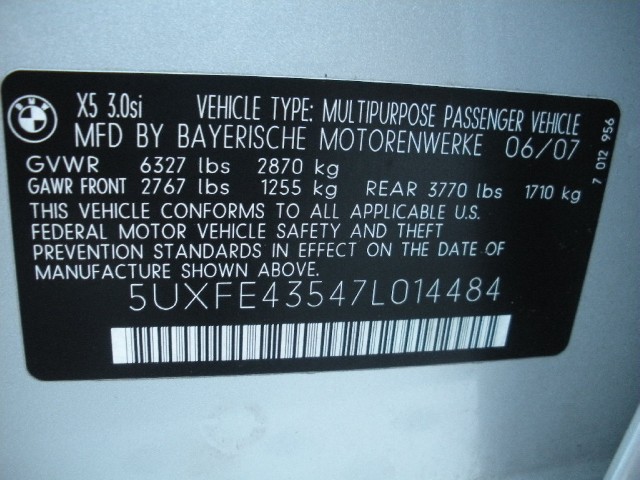 BMW
X5 3.0si VEHICLE TYPE: MULTIPURPOSE PASSENGER VEHICLE
MFD BY BAYERISCHE MOTORENWERKE 06/07
GVWR 6327 lbs 2870 kg
GAWR FRONT 2767 lbs 1255 kg REAR 3770 lbs 1710 kg
THIS VEHICLE CONFORMS TO ALL APPLICABLE U.S.
FEDERAL MOTOR VEHICLE SAFETY AND THEFT
PREVENTION STANDARDS IN EFFECT ON THE DATE OF
MANUFACTURE SHOWN ABOVE.
5UXFE43547L014484
7 012 956